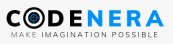 CODENERA
MAKE IMAGINATION POSSIBLE